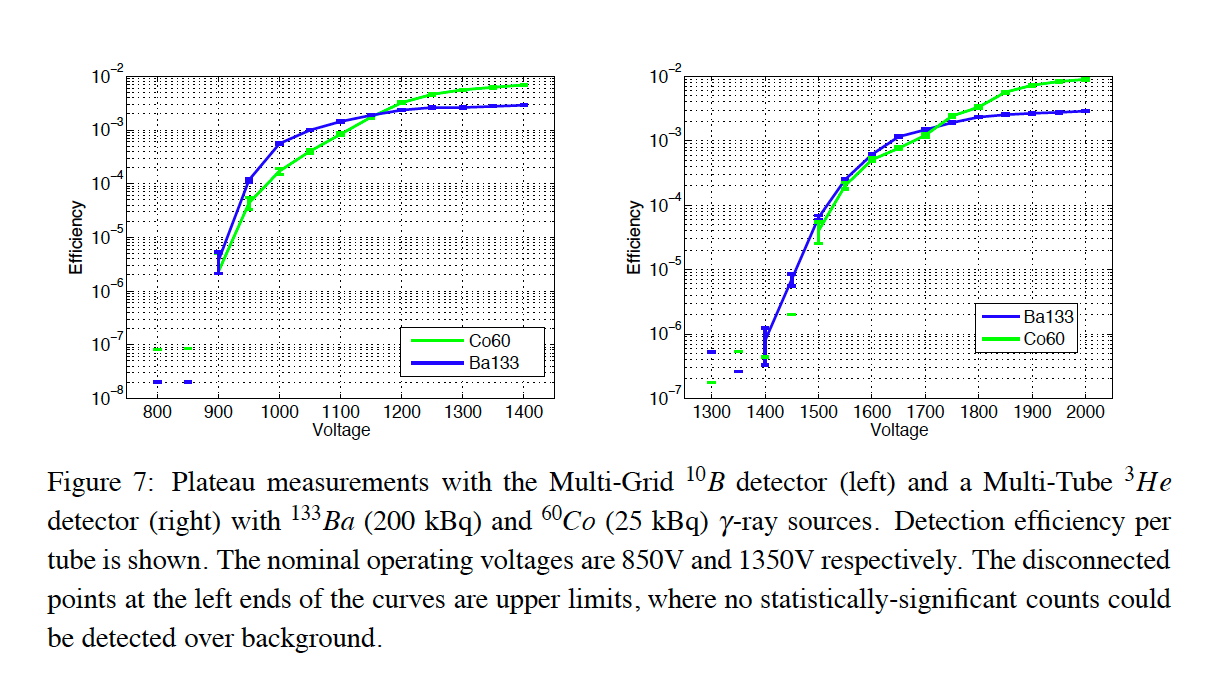 10−2
10−3
10−4
10−5
10−6
10−7
10−8
Efficiency
800 900 1000 1100 1200 1300 1400
Voltage
Co60
Ba133
10−2
10−3
10−4
10−5
10−6
10−7
Efficiency
1300 1400 1500 1600 1700 1800 1900 2000
Voltage
Ba133
Co60
Figure 7: Plateau measurements with the Multi-Grid 10B detector (left) and a Multi-Tube 3He
detector (right) with 133Ba (200 kBq) and 60Co (25 kBq) γ-ray sources. Detection efficiency per
tube is shown. The nominal operating voltages are 850V and 1350V respectively. The disconnected
points at the left ends of the curves are upper limits, where no statistically-significant counts could
be detected over background.